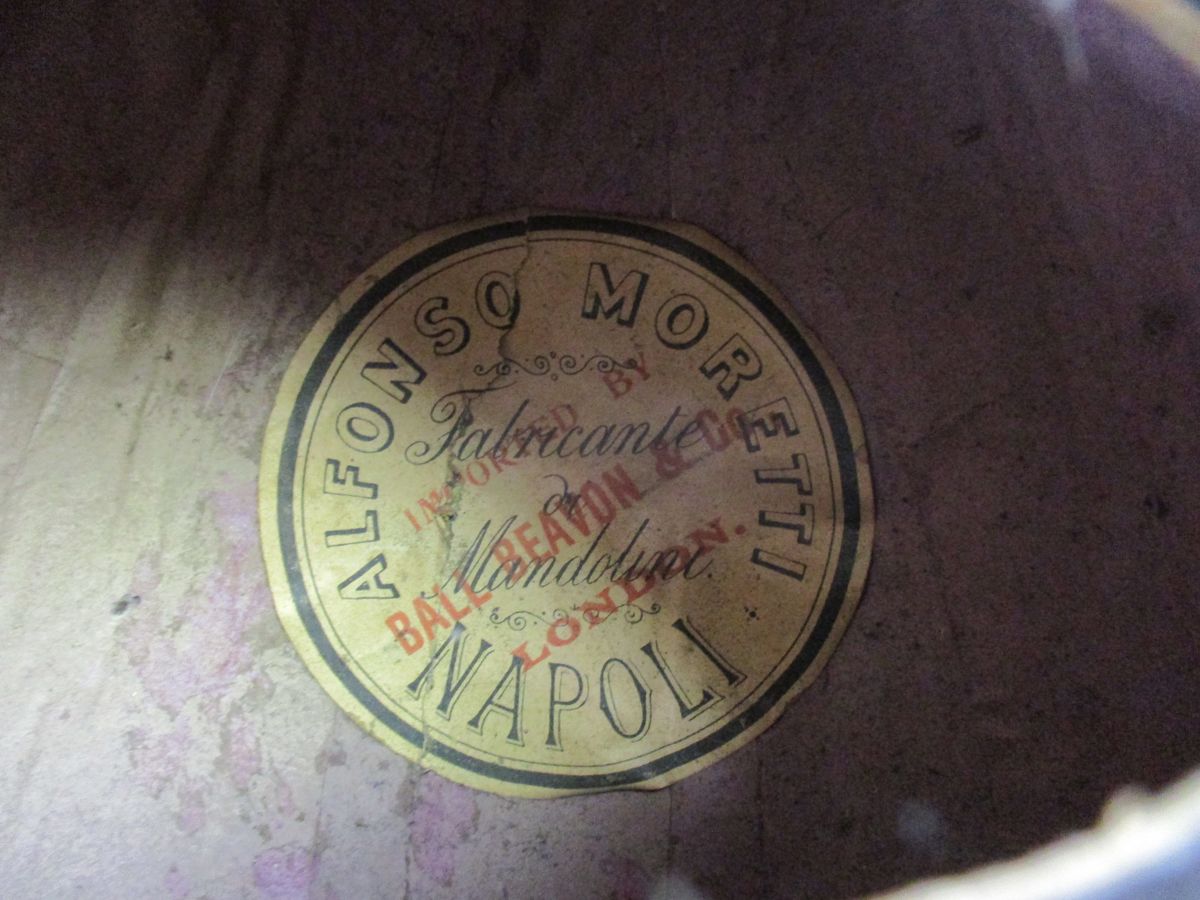 ALFONSO MORETTI
Fabricante
di
Mandolini
NAPOLI
IMPORTED BY
BALL BEAVON & Co
LONDON.